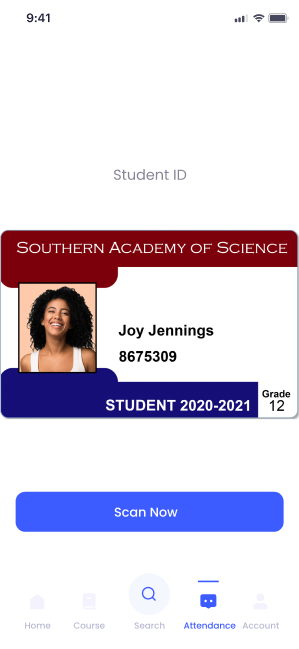 9:41
Student ID
SOUTHERN ACADEMY OF SCIENCE
Joy Jennings
8675309
Grade
STUDENT 2020-2021 12
Scan Now
Home Course Search Attendance Account